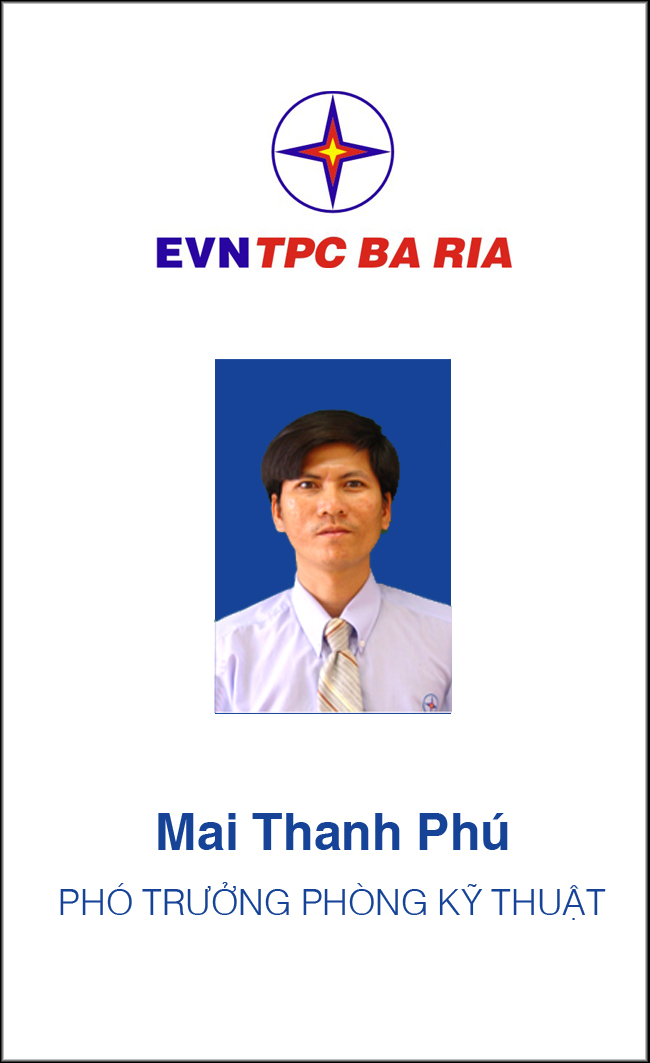 EVNTPC BA RIA
Mai Thanh Phú
PHÓ TRƯỞNG PHÒNG KỸ THUẬT